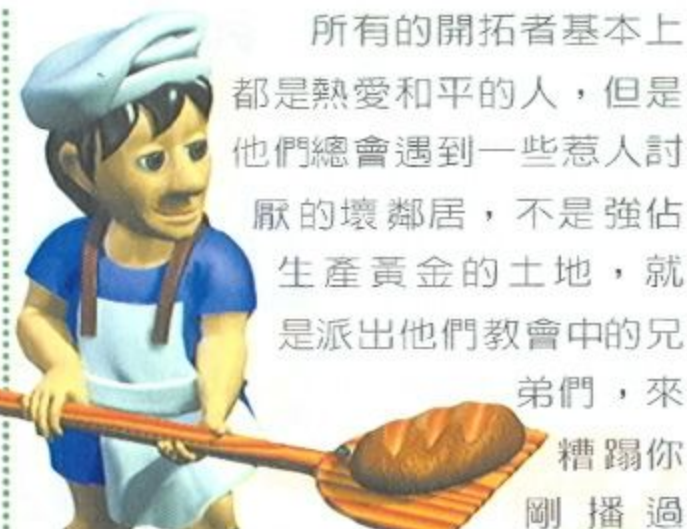 所有的開拓者基本上
都是熱愛和平的人，但是
他們總會遇到一些惹人討
厭的壞鄰居，不是強佔
生產黃金的土地，就
是派出他們教會中的兄
弟們，來
糟蹋你
剛播過